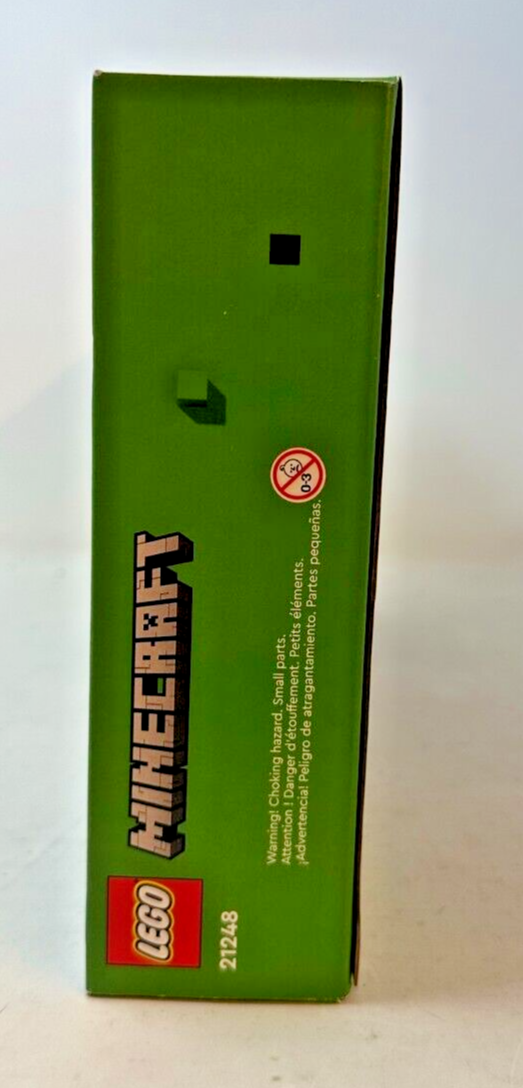 LEGO
MINECRAFT
21248
Warning! Choking hazard. Small parts.
Attention ! Danger d'étouffement. Petits éléments.
¡Advertencia! Peligro de atragantamiento. Partes pequeñas.
0-3